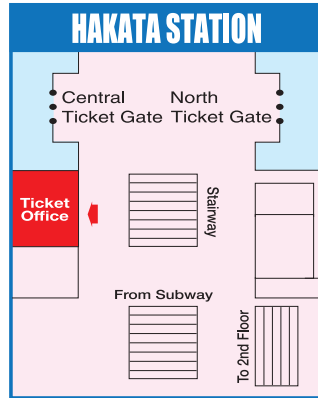 HAKATA STATION
Central
Ticket Gate
North
Ticket Gate
Ticket
Office
Stairway
From Subway
To 2nd Floor